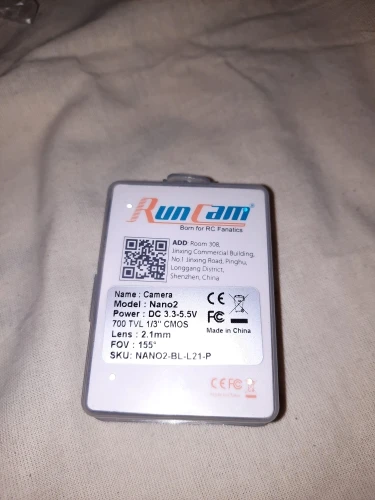 RunCam
Born for RC Fanatics
ADD Room 308,
Jinxing Commercial Building,
No.1 Jinxing Road, Pinghu,
Longgang District,
Shenzhen, China
Name : Camera
Model : Nano2
Power : DC 3.3-5.5V
700 TVL 1/3" CMOS
Lens : 2.1mm
FOV : 155°
SKU: NANO2-BL-L21-P
CE
FC
Made in China
CE FC